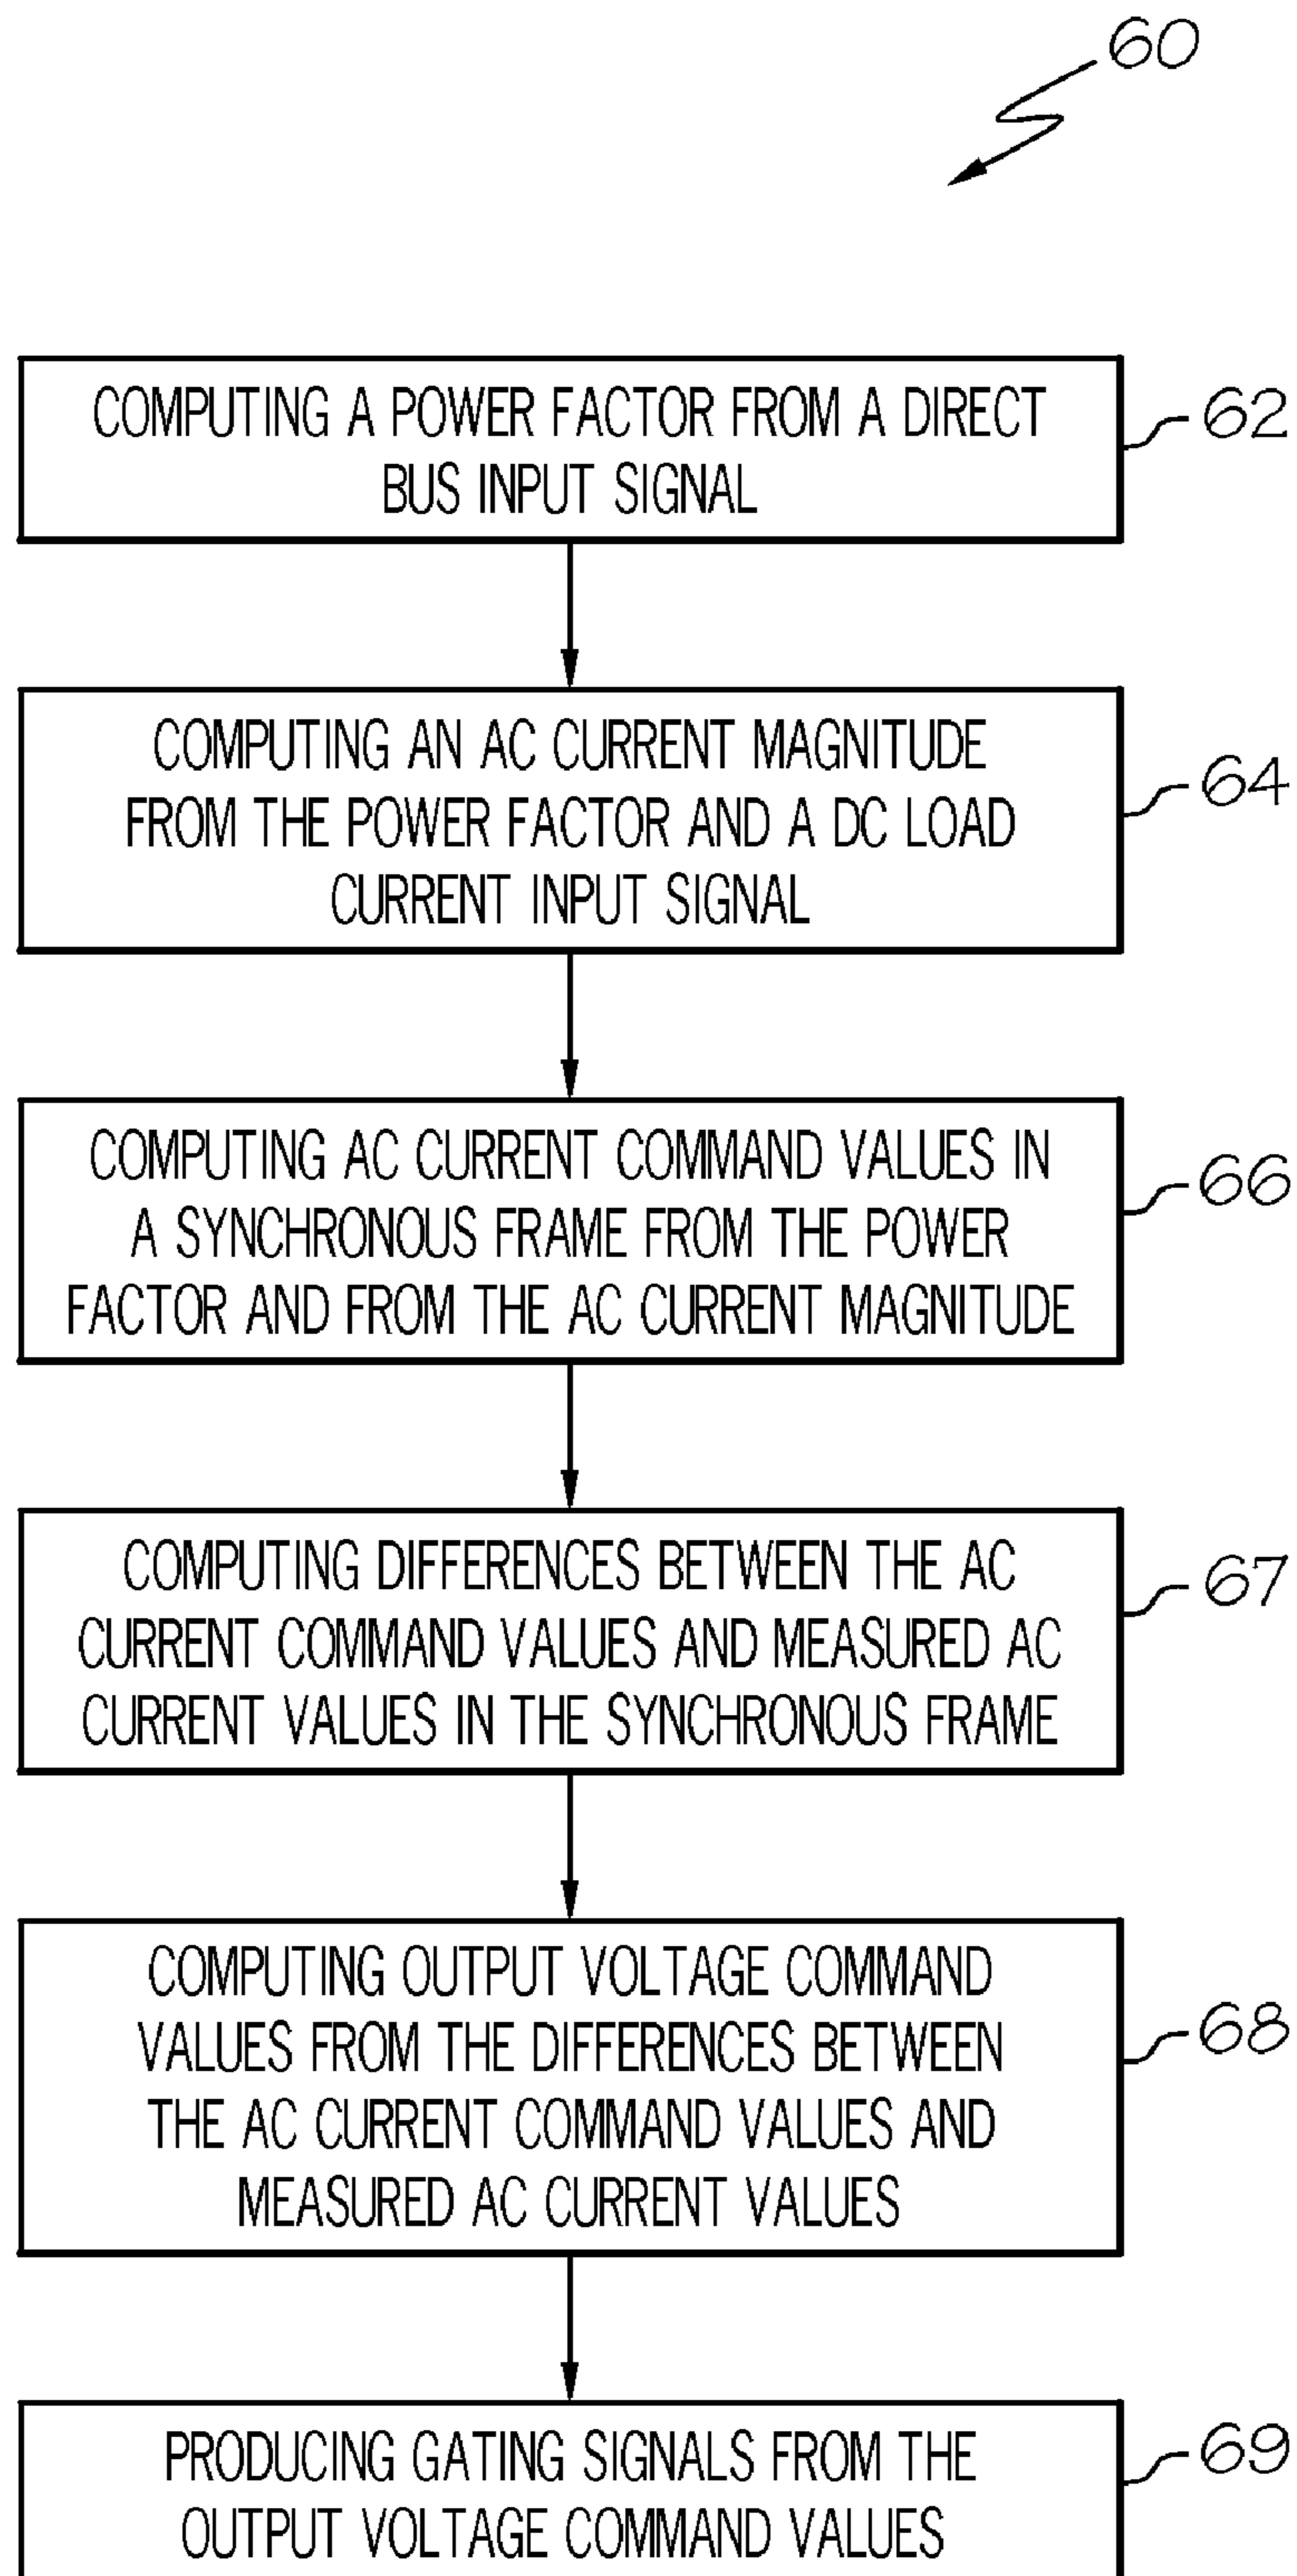 60
COMPUTING A POWER FACTOR FROM A DIRECT
BUS INPUT SIGNAL
62
COMPUTING AN AC CURRENT MAGNITUDE
FROM THE POWER FACTOR AND A DC LOAD
CURRENT INPUT SIGNAL
64
COMPUTING AC CURRENT COMMAND VALUES IN
A SYNCHRONOUS FRAME FROM THE POWER
FACTOR AND FROM THE AC CURRENT MAGNITUDE
66
COMPUTING DIFFERENCES BETWEEN THE AC
CURRENT COMMAND VALUES AND MEASURED AC
CURRENT VALUES IN THE SYNCHRONOUS FRAME
67
COMPUTING OUTPUT VOLTAGE COMMAND
VALUES FROM THE DIFFERENCES BETWEEN
THE AC CURRENT COMMAND VALUES AND
MEASURED AC CURRENT VALUES
68
PRODUCING GATING SIGNALS FROM THE
OUTPUT VOLTAGE COMMAND VALUES
69